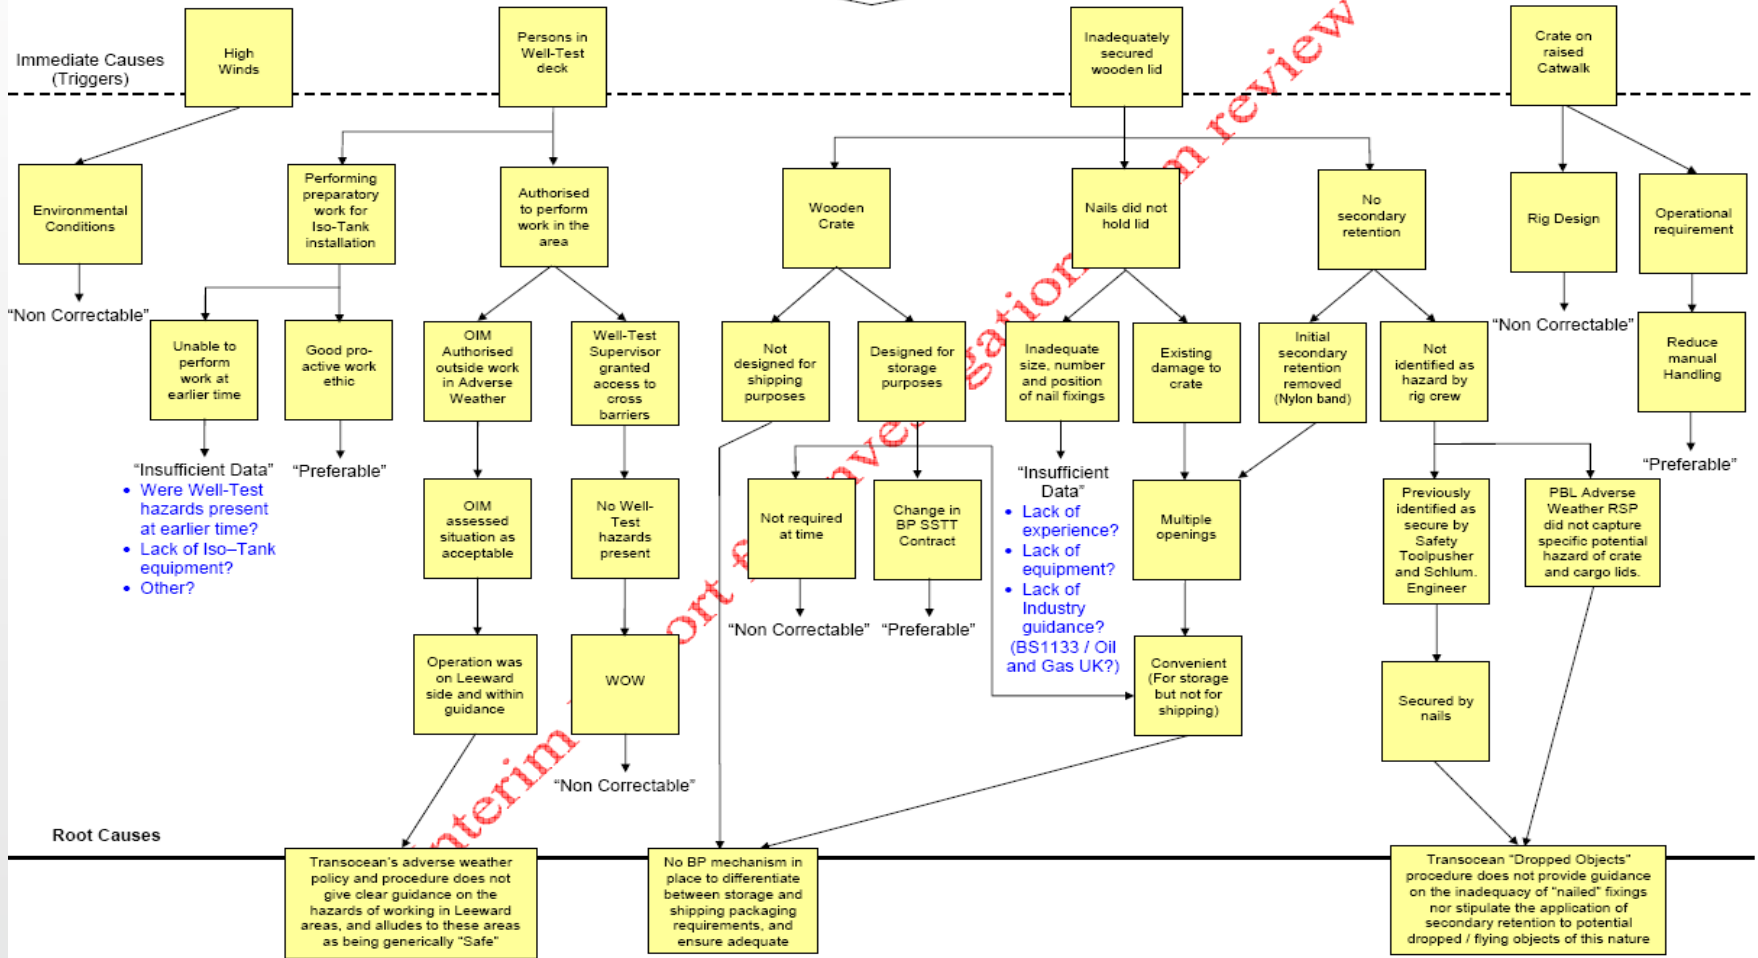 Immediate Causes
(Triggers)
High
Winds
Persons in
Well-Test
deck
Inadequately
secured
wooden lid
Crate on
raised
Catwalk
Environmental
Conditions
Performing
preparatory
work for
Iso-Tank
installation
Authorised
to perform
work in the
area
Wooden
Crate
Nails did not
hold lid
No
secondary
retention
Rig Design
Operational
requirement
“Non Correctable”
Unable to
perform
work at
earlier time
Good pro-
active work
ethic
OIM
Authorised
outside work
in Adverse
Weather
Well-Test
Supervisor
granted
access to
cross
barriers
Not
designed for
shipping
purposes
Designed for
storage
purposes
Inadequate
size, number
and position
of nail fixings
Existing
damage to
crate
Initial
secondary
retention
removed
(Nylon band)
Not
identified as
hazard by
rig crew
“Non Correctable”
Reduce
manual
Handling
“Insufficient Data”
• Were Well-Test
hazards present
at earlier time?
• Lack of Iso–Tank
equipment?
• Other?
“Preferable”
OIM
assessed
situation as
acceptable
No Well-
Test
hazards
present
Not required
at time
Change in
BP SSTT
Contract
“Insufficient
Data”
• Lack of
experience?
• Lack of
equipment?
• Lack of
Industry
guidance?
(BS1133 / Oil
and Gas UK?)
Multiple
openings
Previously
identified as
secure by
Safety
Toolpusher
and Schlum.
Engineer
PBL Adverse
Weather RSP
did not capture
specific potential
hazard of crate
and cargo lids.
“Preferable”
Operation was
on Leeward
side and within
guidance
WOW
“Non Correctable”
“Preferable”
Convenient
(For storage
but not for
shipping)
Secured by
nails
“Non Correctable”
Root Causes
Transocean’s adverse weather
policy and procedure does not
give clear guidance on the
hazards of working in Leeward
areas, and alludes to these areas
as being generically “Safe”
No BP mechanism in
place to differentiate
between storage and
shipping packaging
requirements, and
ensure adequate
Transocean “Dropped Objects”
procedure does not provide guidance
on the inadequacy of “nailed” fixings
nor stipulate the application of
secondary retention to potential
dropped / flying objects of this nature
review